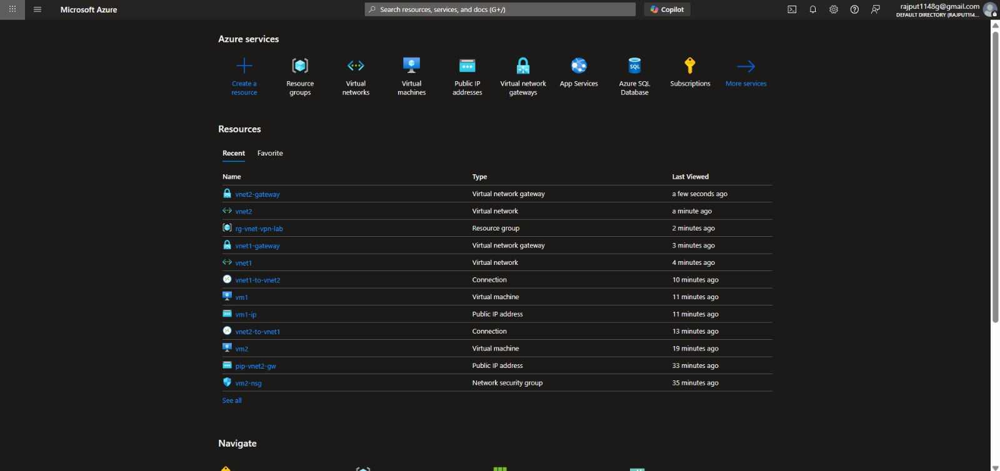 Microsoft Azure
Search resources, services, and docs (G+/)
Copilot
rajput1148g@gmail.com
DEFAULT DIRECTORY (RAJPUT114...
Azure services
Create a resource
Resource groups
Virtual networks
Virtual machines
Public IP addresses
Virtual network gateways
App Services
SQL
Azure SQL Database
Subscriptions
More services
Resources
Recent Favorite
Name Type Last Viewed
vnet2-gateway Virtual network gateway a few seconds ago
vnet2 Virtual network a minute ago
rg-vnet-vpn-lab Resource group 2 minutes ago
vnet1-gateway Virtual network gateway 3 minutes ago
vnet1 Virtual network 4 minutes ago
vnet1-to-vnet2 Connection 10 minutes ago
vm1 Virtual machine 11 minutes ago
vm1-ip Public IP address 11 minutes ago
vnet2-to-vnet1 Connection 13 minutes ago
vm2 Virtual machine 19 minutes ago
pip-vnet2-gw Public IP address 33 minutes ago
vm2-nsg Network security group 35 minutes ago
See all
Navigate